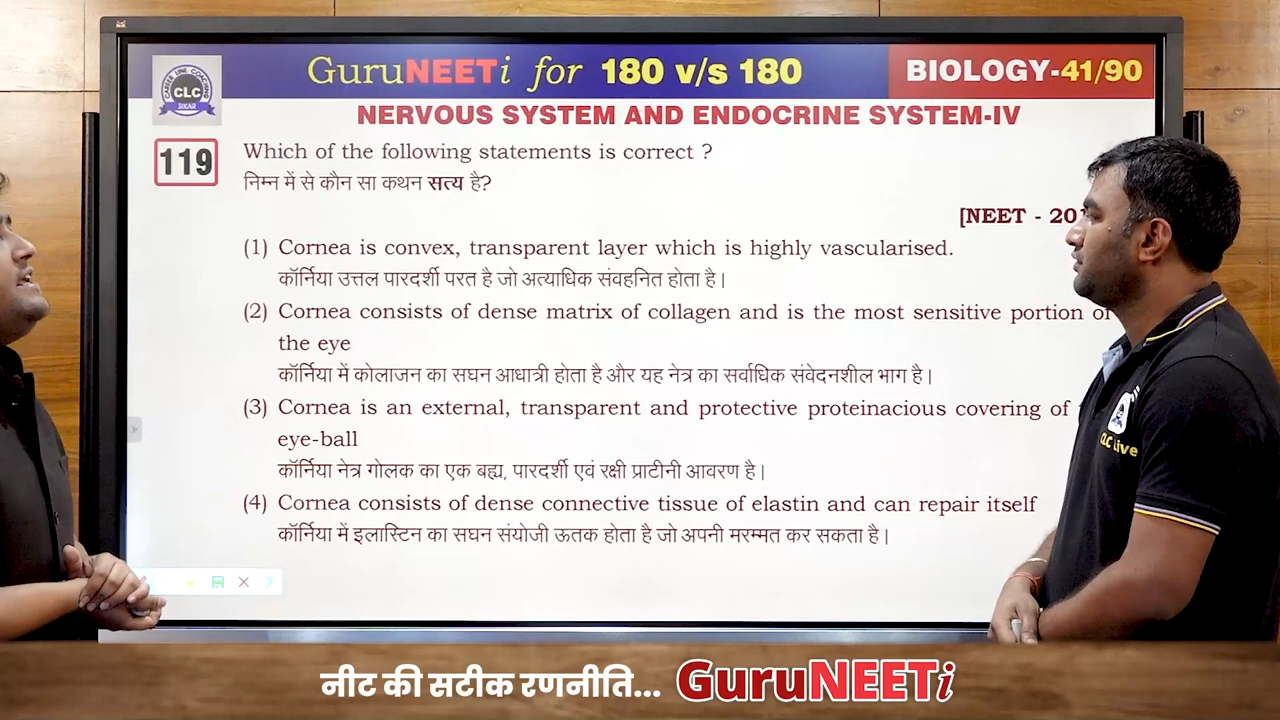 GuruNEETi for 180 v/s 180
BIOLOGY-41/90
CLC
SIKAR
NERVOUS SYSTEM AND ENDOCRINE SYSTEM-IV
119
Which of the following statements is correct ?
निम्न में से कौन सा कथन सत्य है?
[NEET - 20
(1) Cornea is convex, transparent layer which is highly vascularised.
कॉर्निया उत्तल पारदर्शी परत है जो अत्याधिक संवहनित होता है।
(2) Cornea consists of dense matrix of collagen and is the most sensitive portion of
the eye
कॉर्निया में कोलाजन का सघन आधात्री होता है और यह नेत्र का सर्वाधिक संवेदनशील भाग है।
(3) Cornea is an external, transparent and protective proteinacious covering of
eye-ball
कॉर्निया नेत्र गोलक का एक बह्य, पारदर्शी एवं रक्षी प्राटीनी आवरण है।
(4) Cornea consists of dense connective tissue of elastin and can repair itself
कॉर्निया में इलास्टिन का सघन संयोजी ऊतक होता है जो अपनी मरम्मत कर सकता है।
CLC Live
नीट की सटीक रणनीति... GuruNEETi